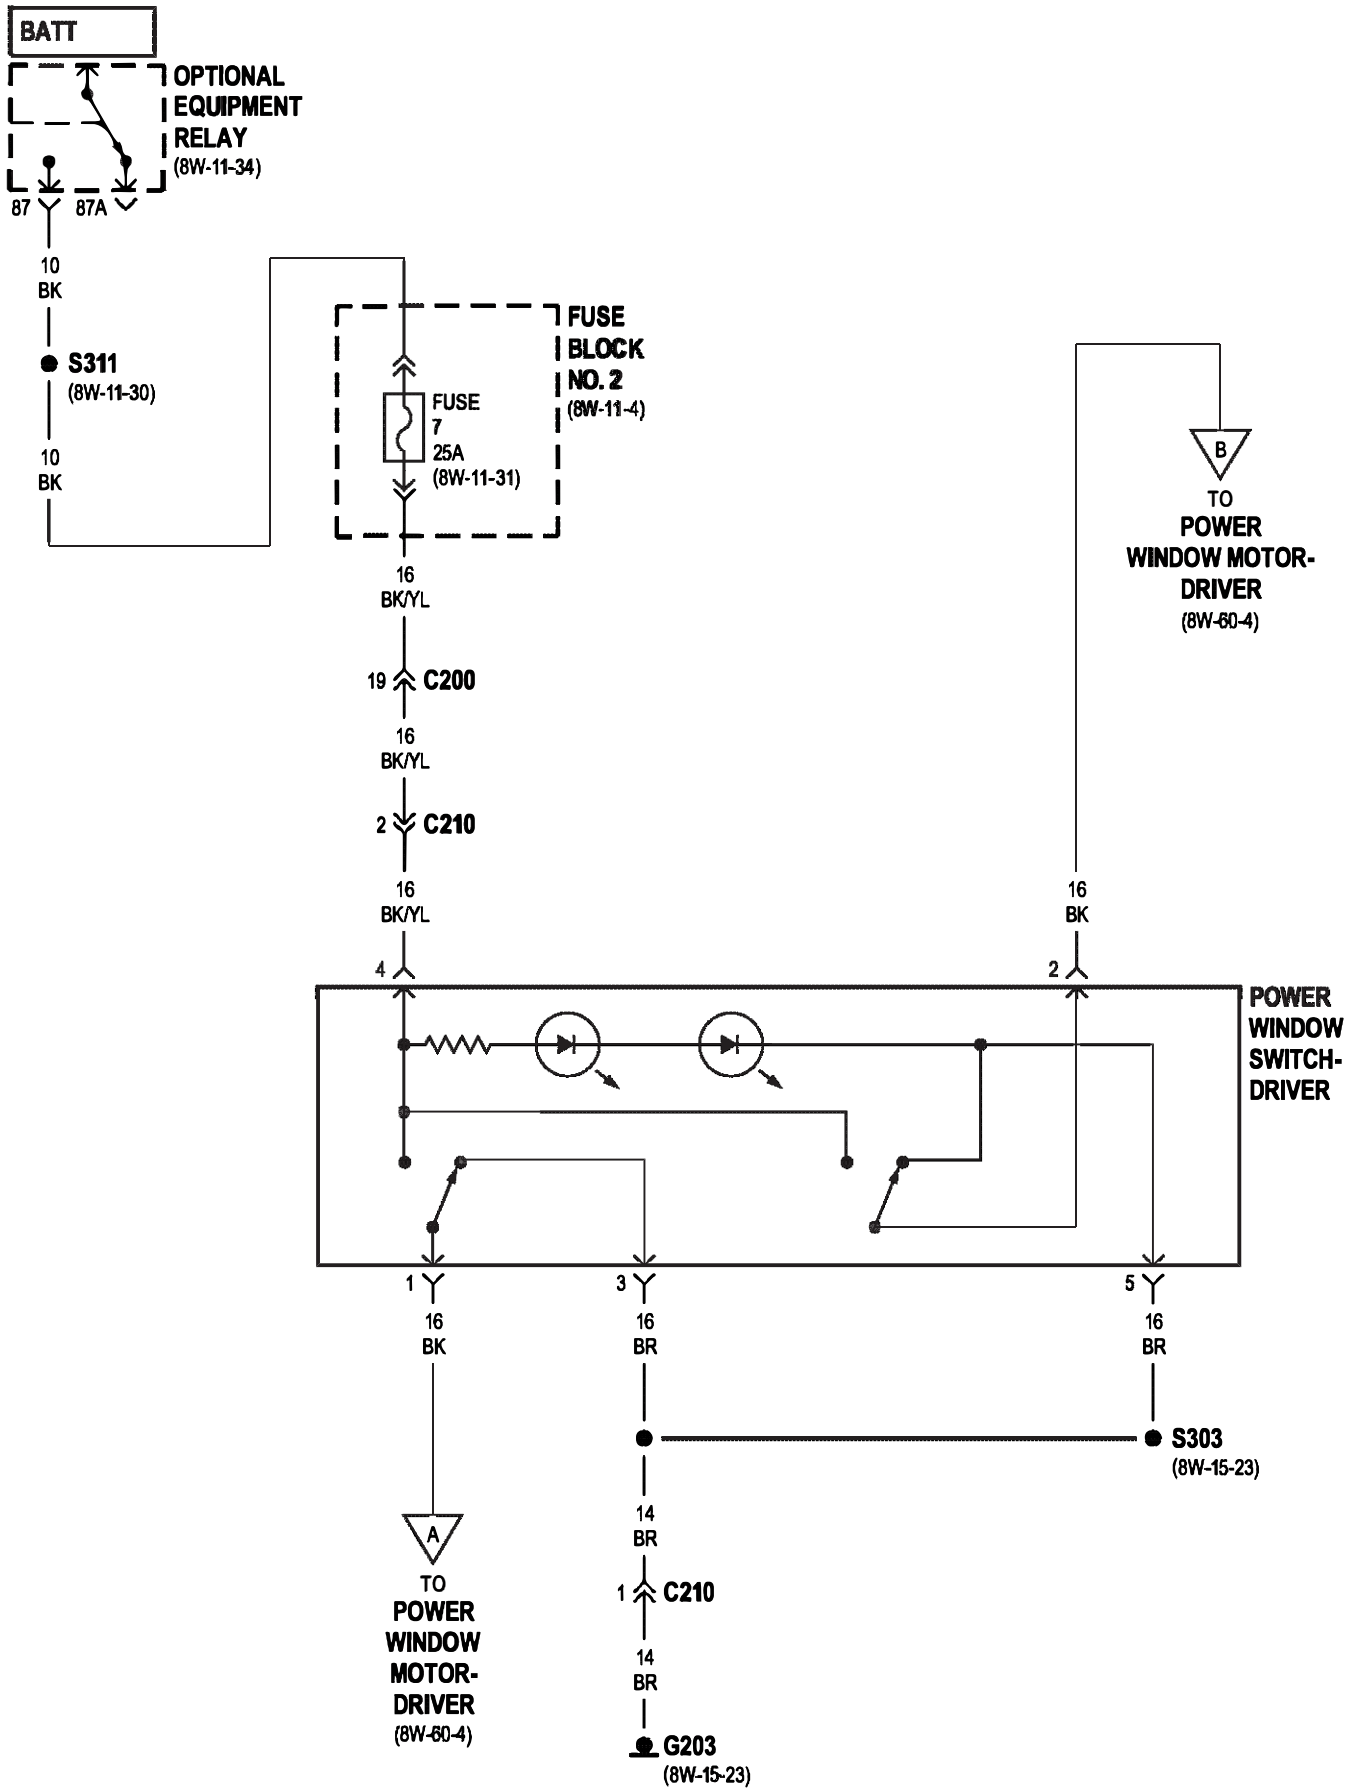 BATT
OPTIONAL
EQUIPMENT
RELAY
(8W-11-34)
87
87A
10
BK
S311
(8W-11-30)
10
BK
FUSE
BLOCK
NO. 2
(8W-11-4)
FUSE
7
25A
(8W-11-31)
B
TO
POWER
WINDOW MOTOR-
DRIVER
(8W-60-4)
16
BK/YL
19
C200
16
BK/YL
2
C210
16
BK/YL
4
16
BK
2
POWER
WINDOW
SWITCH-
DRIVER
1
3
5
16
BK
16
BR
16
BR
S303
(8W-15-23)
14
BR
A
TO
POWER
WINDOW
MOTOR-
DRIVER
(8W-60-4)
1
C210
14
BR
G203
(8W-15-23)